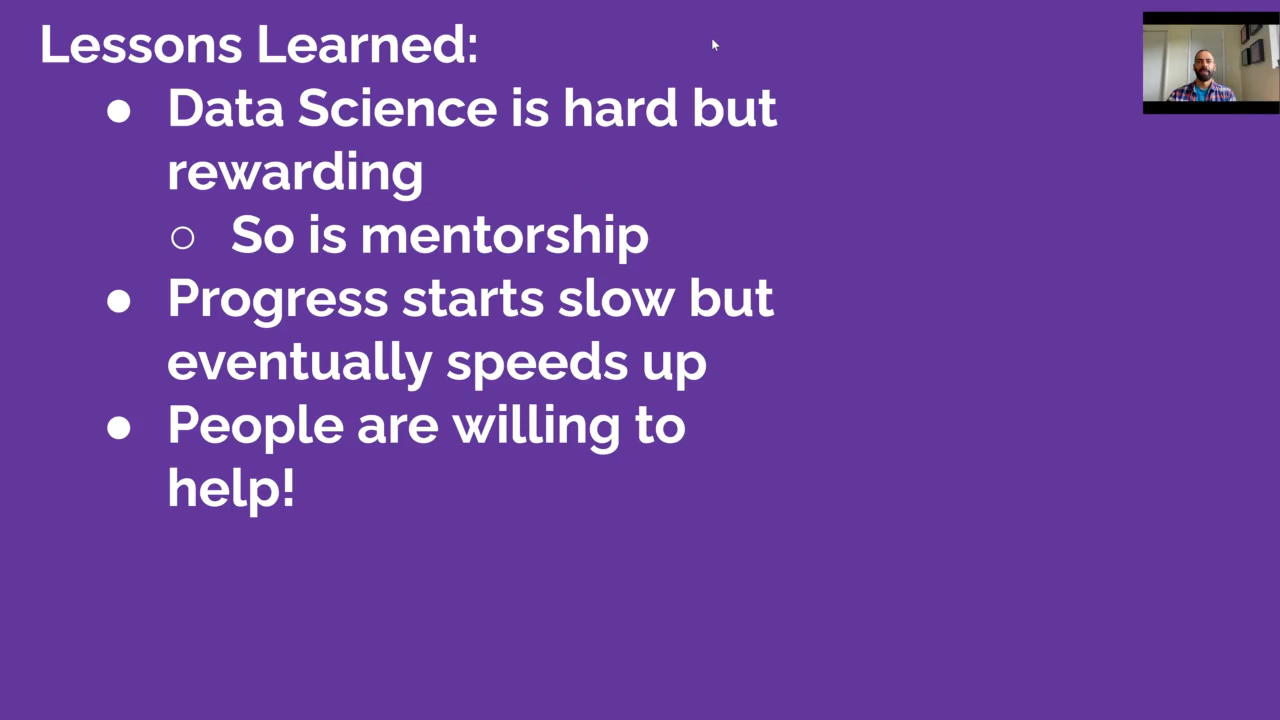 Lessons Learned:
● Data Science is hard but
rewarding
○ So is mentorship
● Progress starts slow but
eventually speeds up
● People are willing to
help!